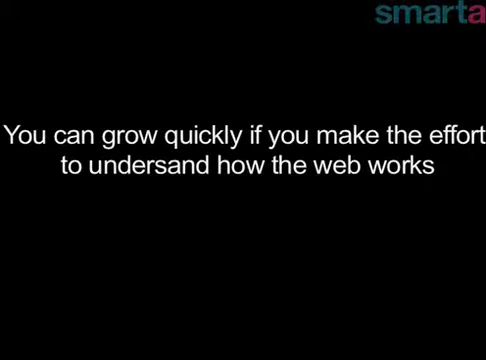 smarta
You can grow quickly if you make the effort
to undersand how the web works